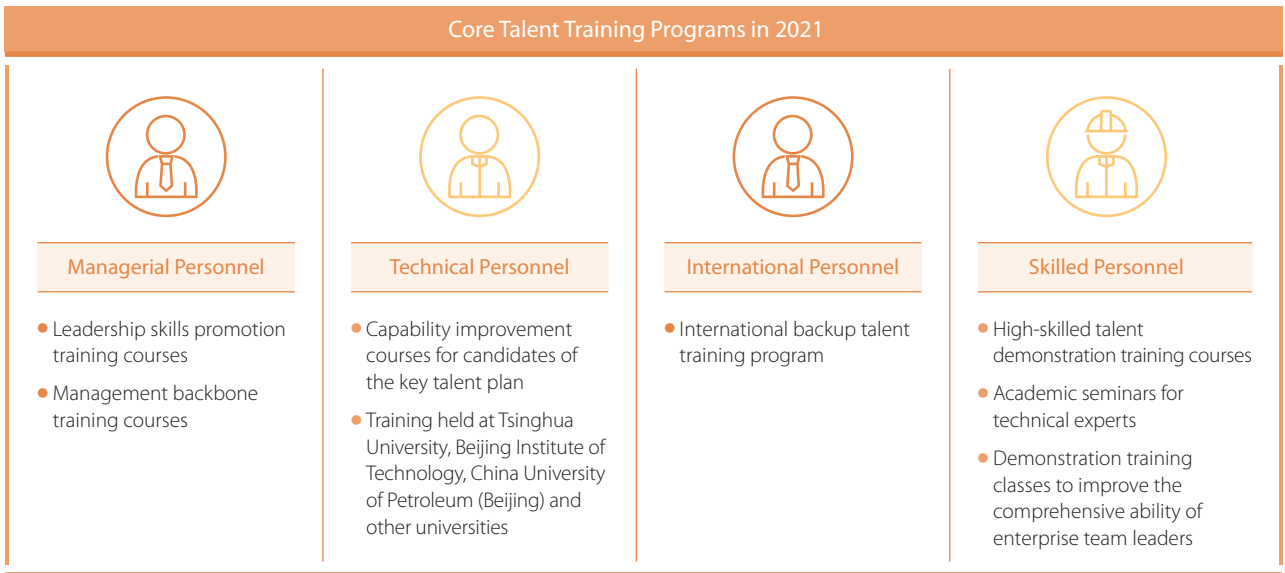 Core Talent Training Programs in 2021
Managerial Personnel
● Leadership skills promotion
training courses
● Management backbone
training courses
Technical Personnel
● Capability improvement
courses for candidates of
the key talent plan
● Training held at Tsinghua
University, Beijing Institute of
Technology, China University
of Petroleum (Beijing) and
other universities
International Personnel
● International backup talent
training program
Skilled Personnel
● High-skilled talent
demonstration training courses
● Academic seminars for
technical experts
● Demonstration training
classes to improve the
comprehensive ability of
enterprise team leaders